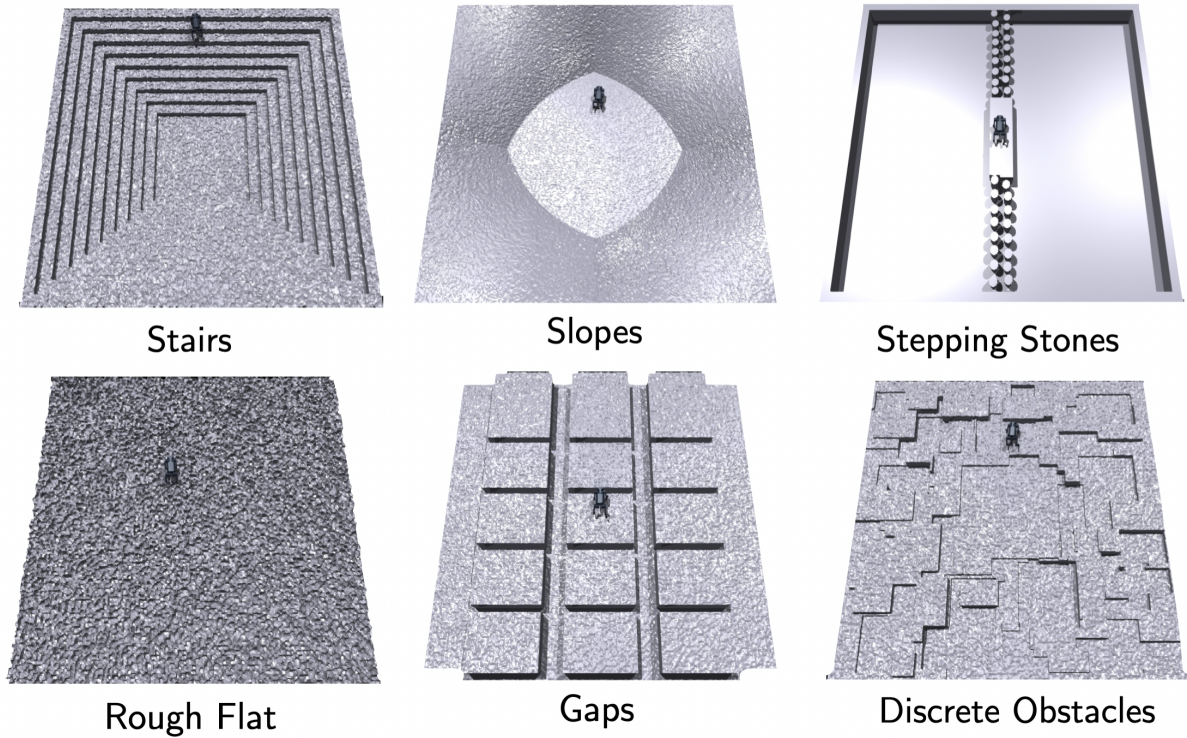 Stairs
Slopes
Stepping Stones
Rough Flat
Gaps
Discrete Obstacles